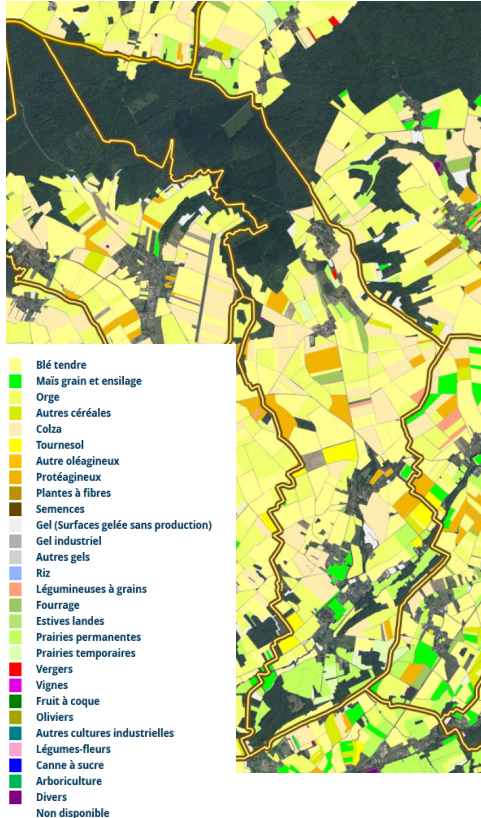 Blé tendre
Maïs grain et ensilage
Orge
Autres céréales
Colza
Tournesol
Autre oléagineux
Protéagineux
Plantes à fibres
Semences
Gel (Surfaces gelée sans production)
Gel industriel
Autres gels
Riz
Légumineuses à grains
Fourrage
Estives landes
Prairies permanentes
Prairies temporaires
Vergers
Vignes
Fruit à coque
Oliviers
Autres cultures industrielles
Légumes-fleurs
Canne à sucre
Arboriculture
Divers
Non disponible